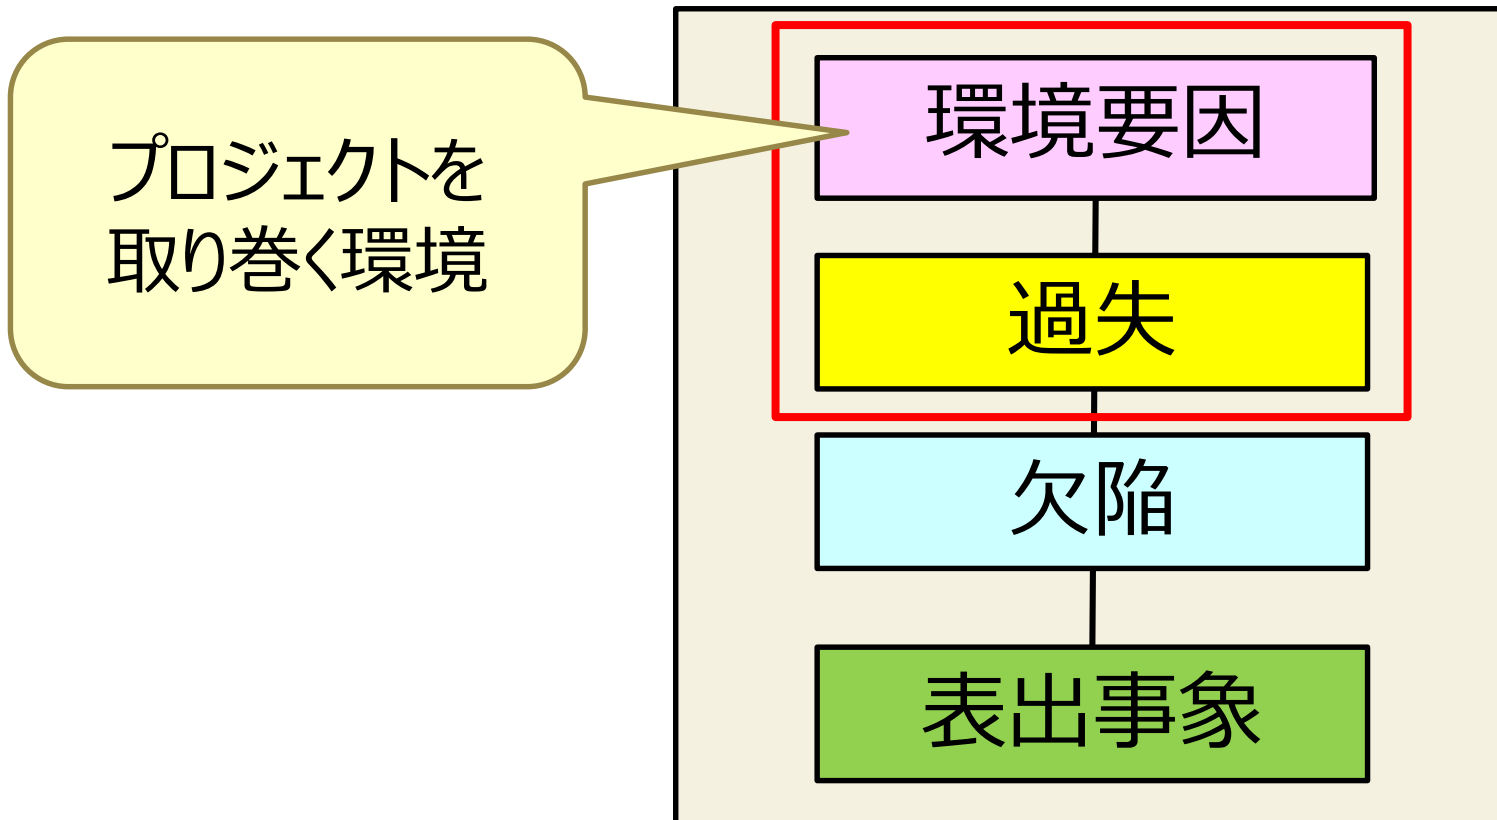 プロジェクトを
取り巻く環境
環境要因
過失
欠陥
表出事象